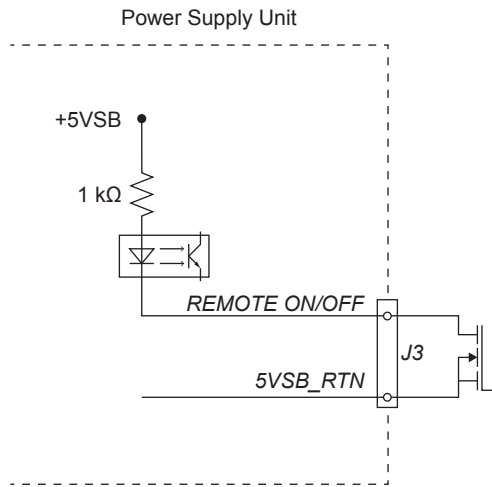 Power Supply Unit
+5VSB
1 kΩ
REMOTE ON/OFF
J3
5VSB_RTN